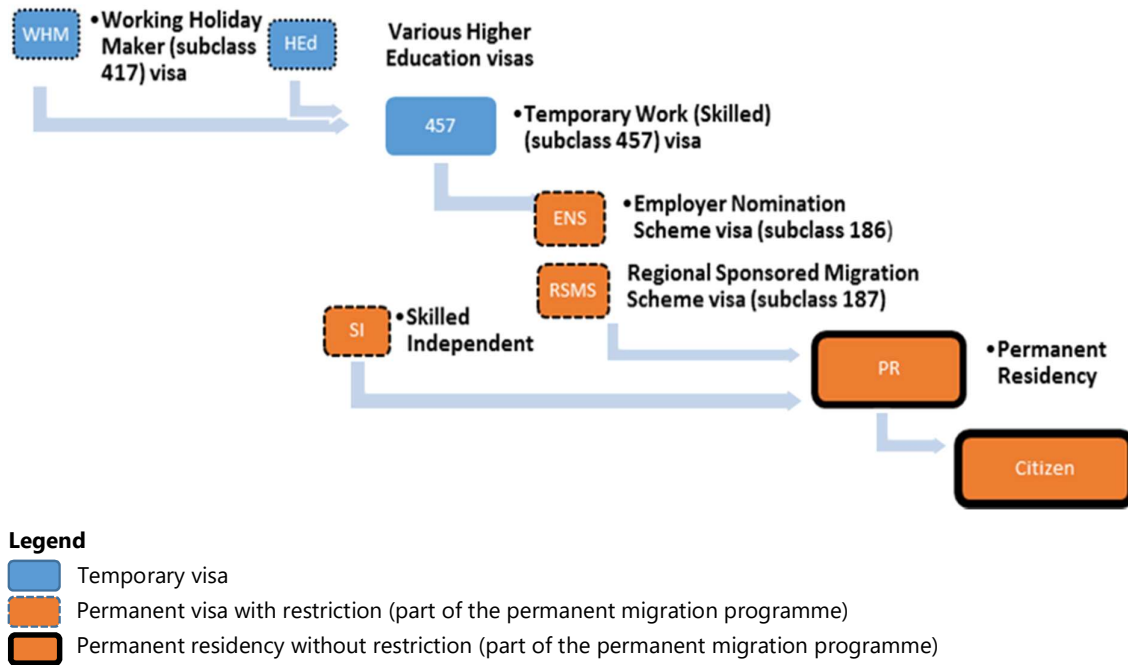 WHM
•Working Holiday
Maker (subclass
417) visa
HEd
Various Higher
Education visas
457
•Temporary Work (Skilled)
(subclass 457) visa
ENS
•Employer Nomination
Scheme visa (subclass 186)
RSMS
Regional Sponsored Migration
Scheme visa (subclass 187)
SI
•Skilled
Independent
PR
•Permanent
Residency
Citizen
Legend
Temporary visa
Permanent visa with restriction (part of the permanent migration programme)
Permanent residency without restriction (part of the permanent migration programme)